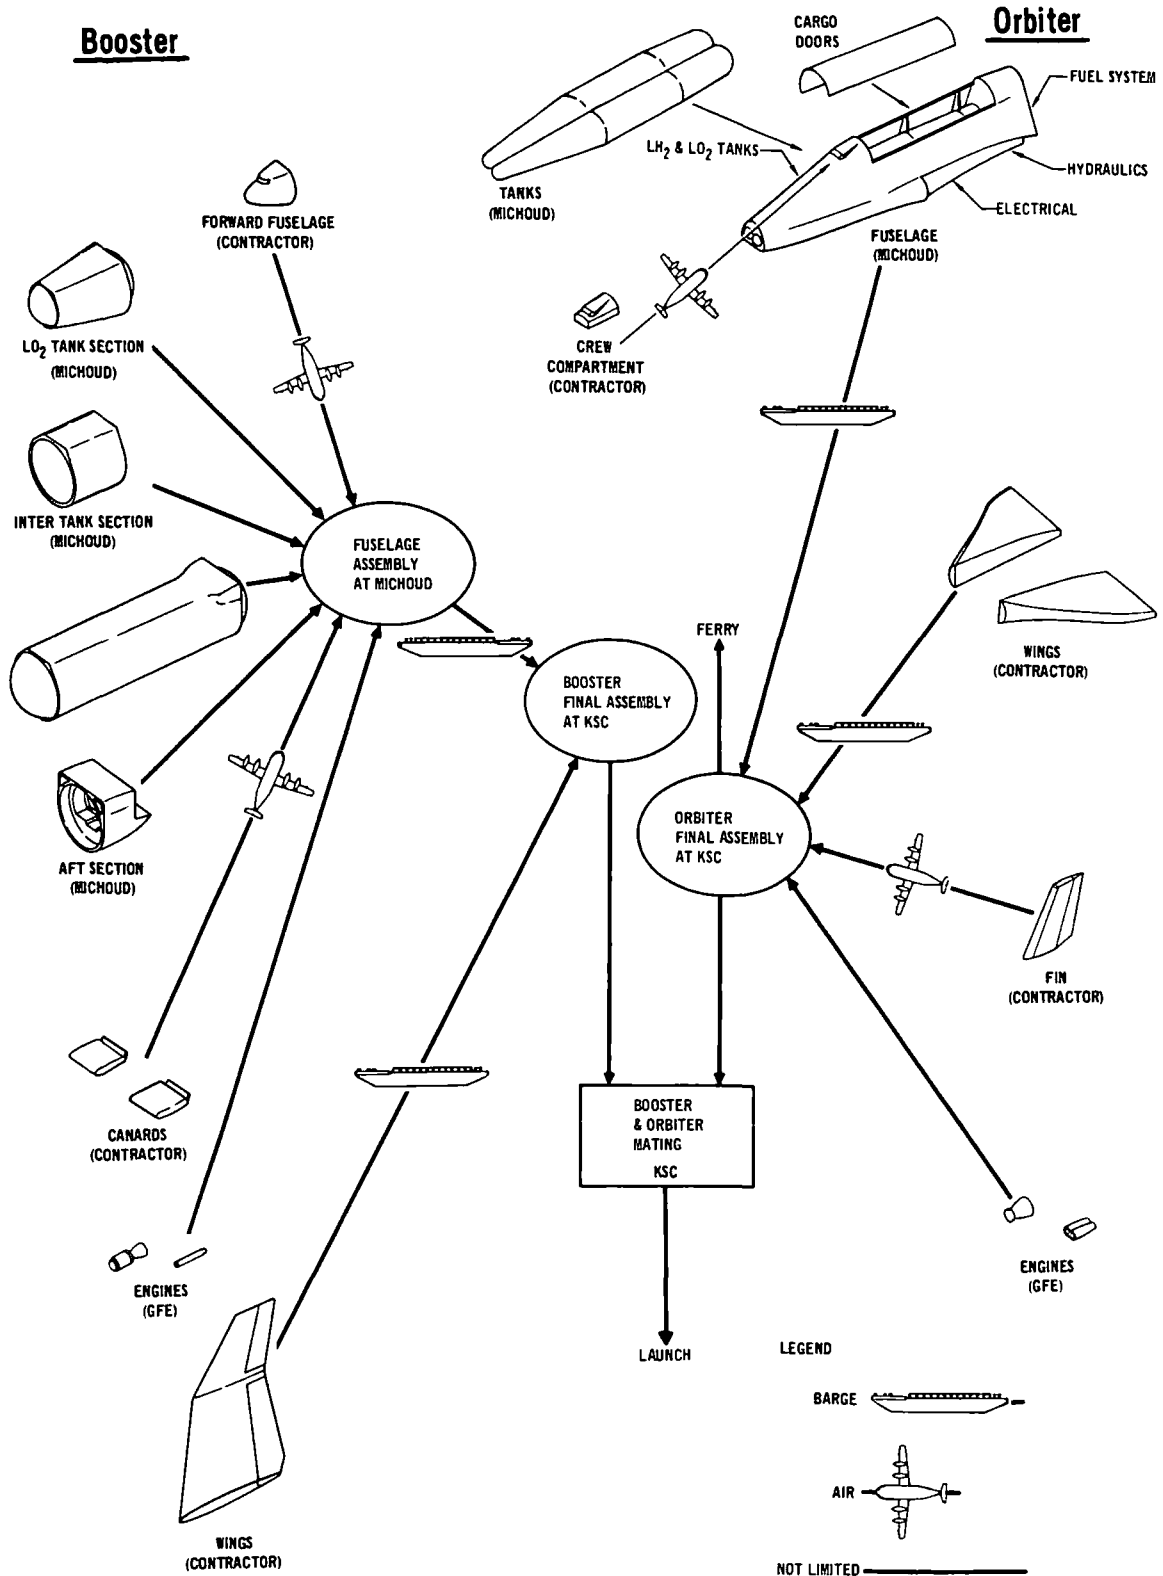 Booster
Orbiter
CARGO
DOORS
FUEL SYSTEM
LH2 & LO2 TANKS
HYDRAULICS
ELECTRICAL
TANKS
(MICHOUD)
FUSELAGE
(MICHOUD)
CREW
COMPARTMENT
(CONTRACTOR)
FORWARD FUSELAGE
(CONTRACTOR)
LO2 TANK SECTION
(MICHOUD)
INTER TANK SECTION
(MICHOUD)
FUSELAGE
ASSEMBLY
AT MICHOUD
AFT SECTION
(MICHOUD)
BOOSTER
FINAL ASSEMBLY
AT KSC
FERRY
WINGS
(CONTRACTOR)
ORBITER
FINAL ASSEMBLY
AT KSC
FIN
(CONTRACTOR)
CANARDS
(CONTRACTOR)
BOOSTER
& ORBITER
MATING
KSC
ENGINES
(GFE)
ENGINES
(GFE)
LAUNCH
WINGS
(CONTRACTOR)
LEGEND
BARGE
AIR
NOT LIMITED